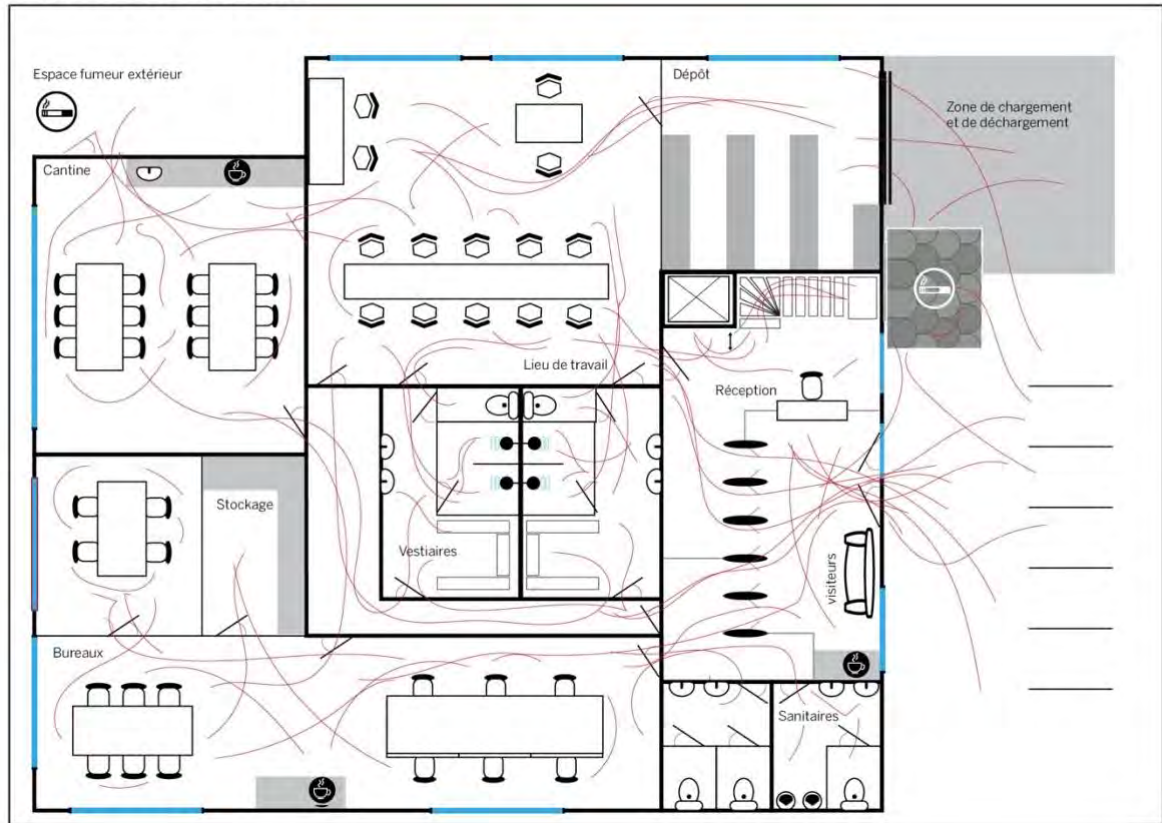 Espace fumeur extérieur
Dépôt
Zone de chargement
et de déchargement
Cantine
Lieu de travail
Réception
Stockage
Vestiaires
visiteurs
Bureaux
Sanitaires